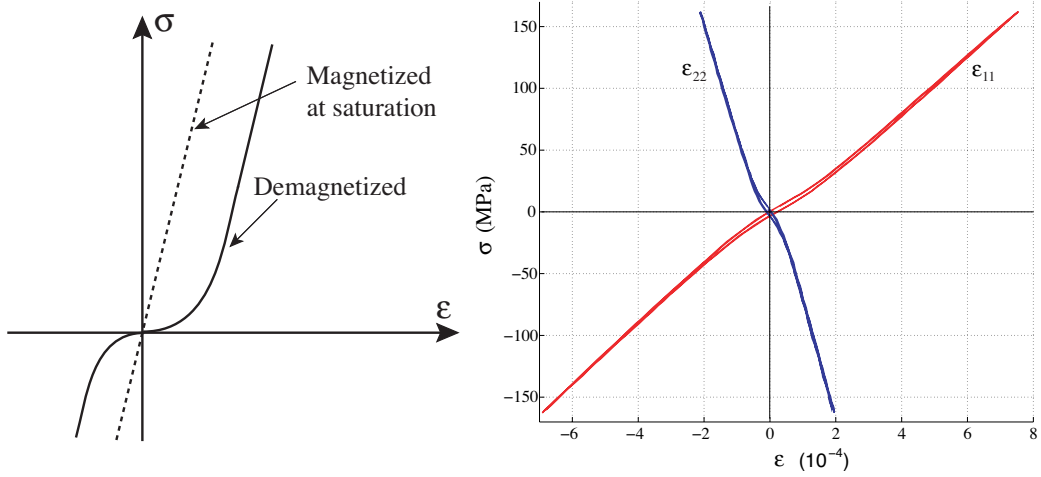 σ
Magnetized
at saturation
Demagnetized
ε
150
100
50
0
−50
−100
−150
σ (MPa)
ε22
ε11
−6
−4
−2
0
2
4
6
8
ε (10−4)